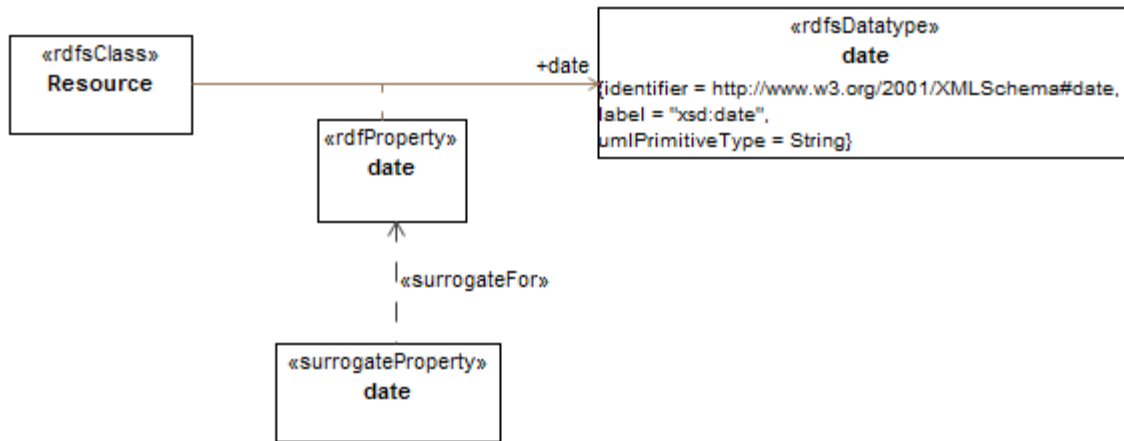 «rdfsClass»
Resource
+date
«rdfsDatatype»
date
{identifier = http://www.w3.org/2001/XMLSchema#date,
label = "xsd:date",
umlPrimitiveType = String}
«rdfProperty»
date
«surrogateFor»
«surrogateProperty»
date